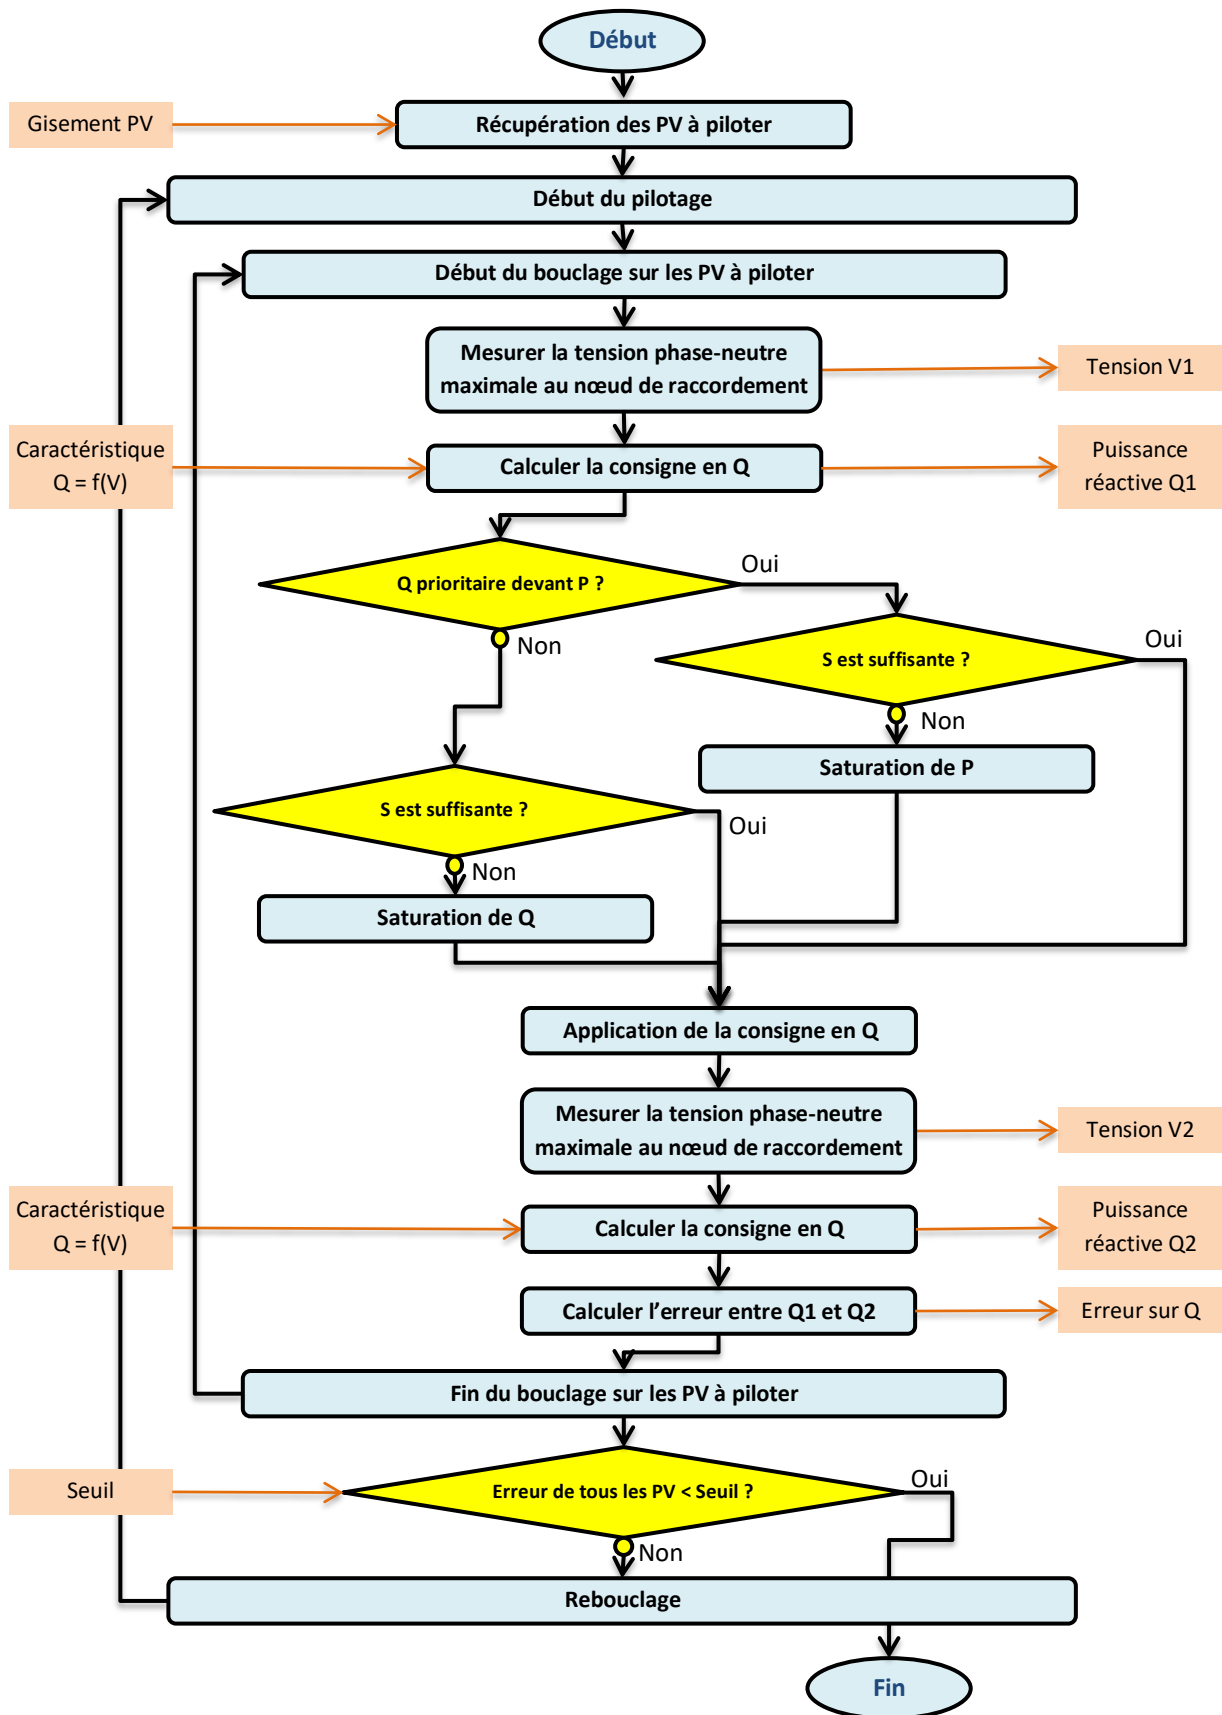 Début
Gisement PV
Récupération des PV à piloter
Début du pilotage
Début du bouclage sur les PV à piloter
Mesurer la tension phase-neutre
maximale au nœud de raccordement
Tension V1
Caractéristique
Q = f(V)
Calculer la consigne en Q
Puissance
réactive Q1
Q prioritaire devant P ?
Oui
Non
S est suffisante ?
Oui
Non
Saturation de P
S est suffisante ?
Oui
Non
Saturation de Q
Application de la consigne en Q
Mesurer la tension phase-neutre
maximale au nœud de raccordement
Tension V2
Caractéristique
Q = f(V)
Calculer la consigne en Q
Puissance
réactive Q2
Calculer l’erreur entre Q1 et Q2
Erreur sur Q
Fin du bouclage sur les PV à piloter
Seuil
Erreur de tous les PV < Seuil ?
Oui
Non
Rebouclage
Fin